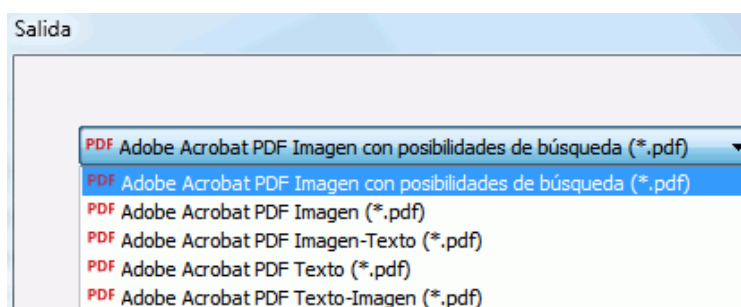 Salida
PDF Adobe Acrobat PDF Imagen con posibilidades de búsqueda (*.pdf)
PDF Adobe Acrobat PDF Imagen con posibilidades de búsqueda (*.pdf)
PDF Adobe Acrobat PDF Imagen (*.pdf)
PDF Adobe Acrobat PDF Imagen-Texto (*.pdf)
PDF Adobe Acrobat PDF Texto (*.pdf)
PDF Adobe Acrobat PDF Texto-Imagen (*.pdf)